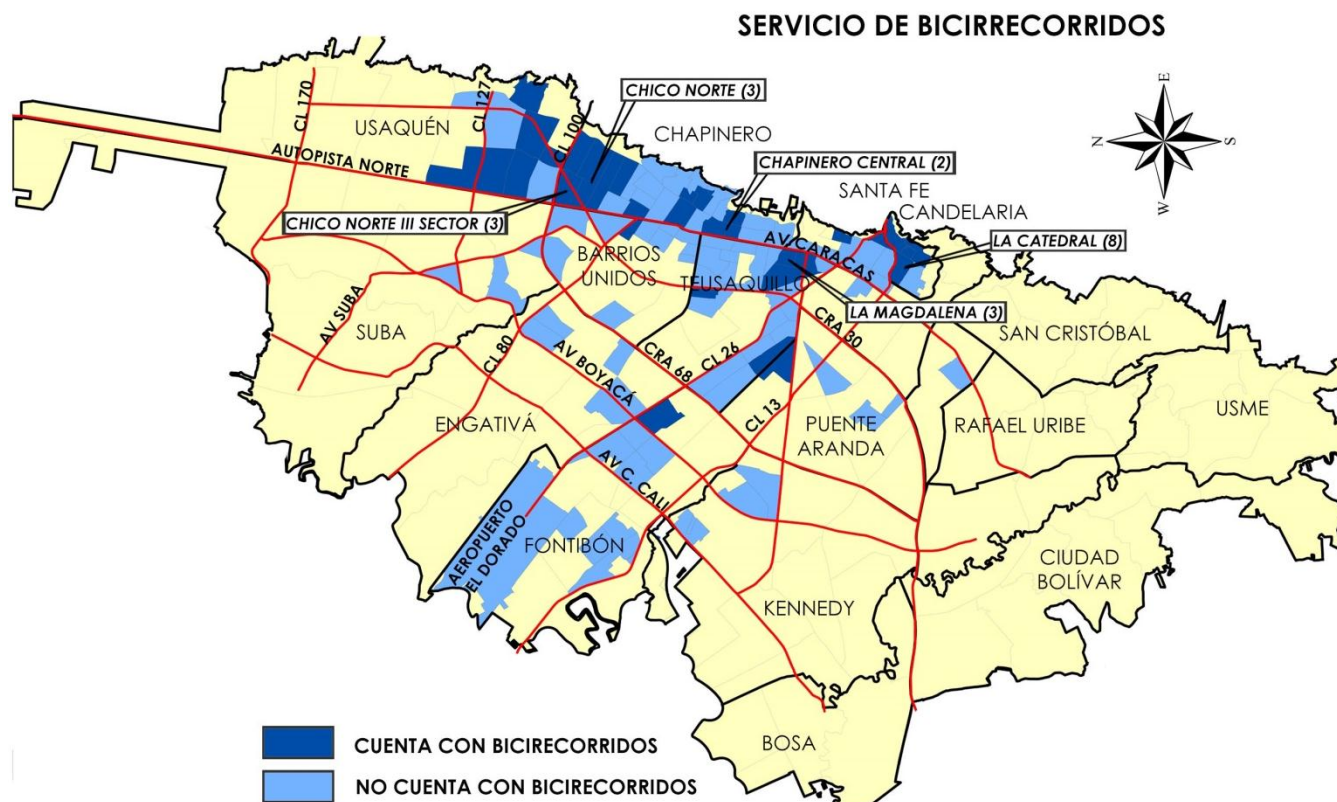 SERVICIO DE BICIRRECORRIDOS
E
N
S
W
CL 170
USAQUÉN
CL 127
CL 100
CHICO NORTE (3)
CHAPINERO
AUTOPISTA NORTE
CHAPINERO CENTRAL (2)
SANTA FE
CANDELARIA
CHICO NORTE III SECTOR (3)
AV CARACAS
LA CATEDRAL (8)
BARRIOS
UNIDOS
TEUSAQUILLO
LA MAGDALENA (3)
AV SUBA
SUBA
CL 80
AV BOYACÁ
CRA 68
CL 26
CRA 30
SAN CRISTÓBAL
ENGATIVÁ
CL 13
PUENTE
ARANDA
RAFAEL URIBE
USME
AV C. CALI
AEROPUERTO
EL DORADO
FONTIBÓN
KENNEDY
CIUDAD
BOLÍVAR
BOSA
CUENTA CON BICIRECORRIDOS
NO CUENTA CON BICIRECORRIDOS